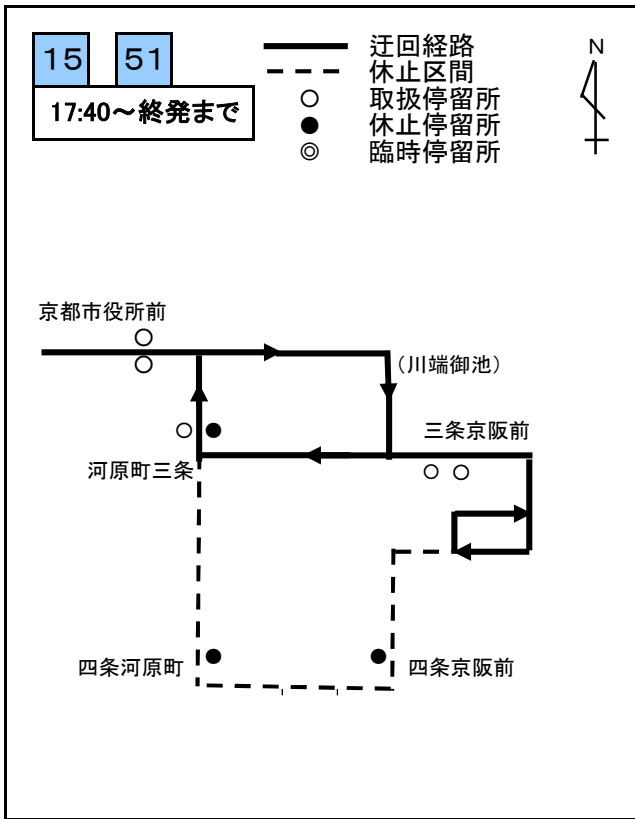 15 51
17:40～終発まで
迂回経路
休止区間
○ 取扱停留所
● 休止停留所
◎ 臨時停留所
N
京都市役所前
(川端御池)
三条京阪前
河原町三条
四条河原町
四条京阪前